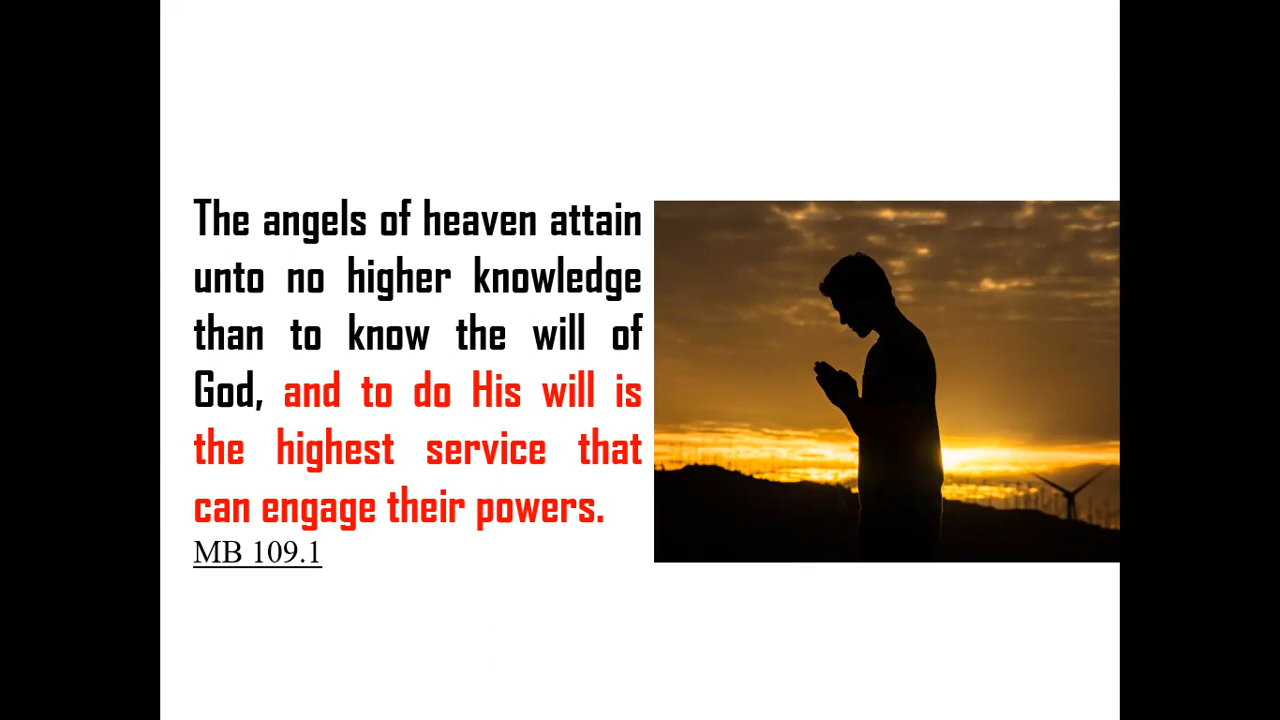 The angels of heaven attain
unto no higher knowledge
than to know the will of
God, and to do His will is
the highest service that
can engage their powers.
MB 109.1